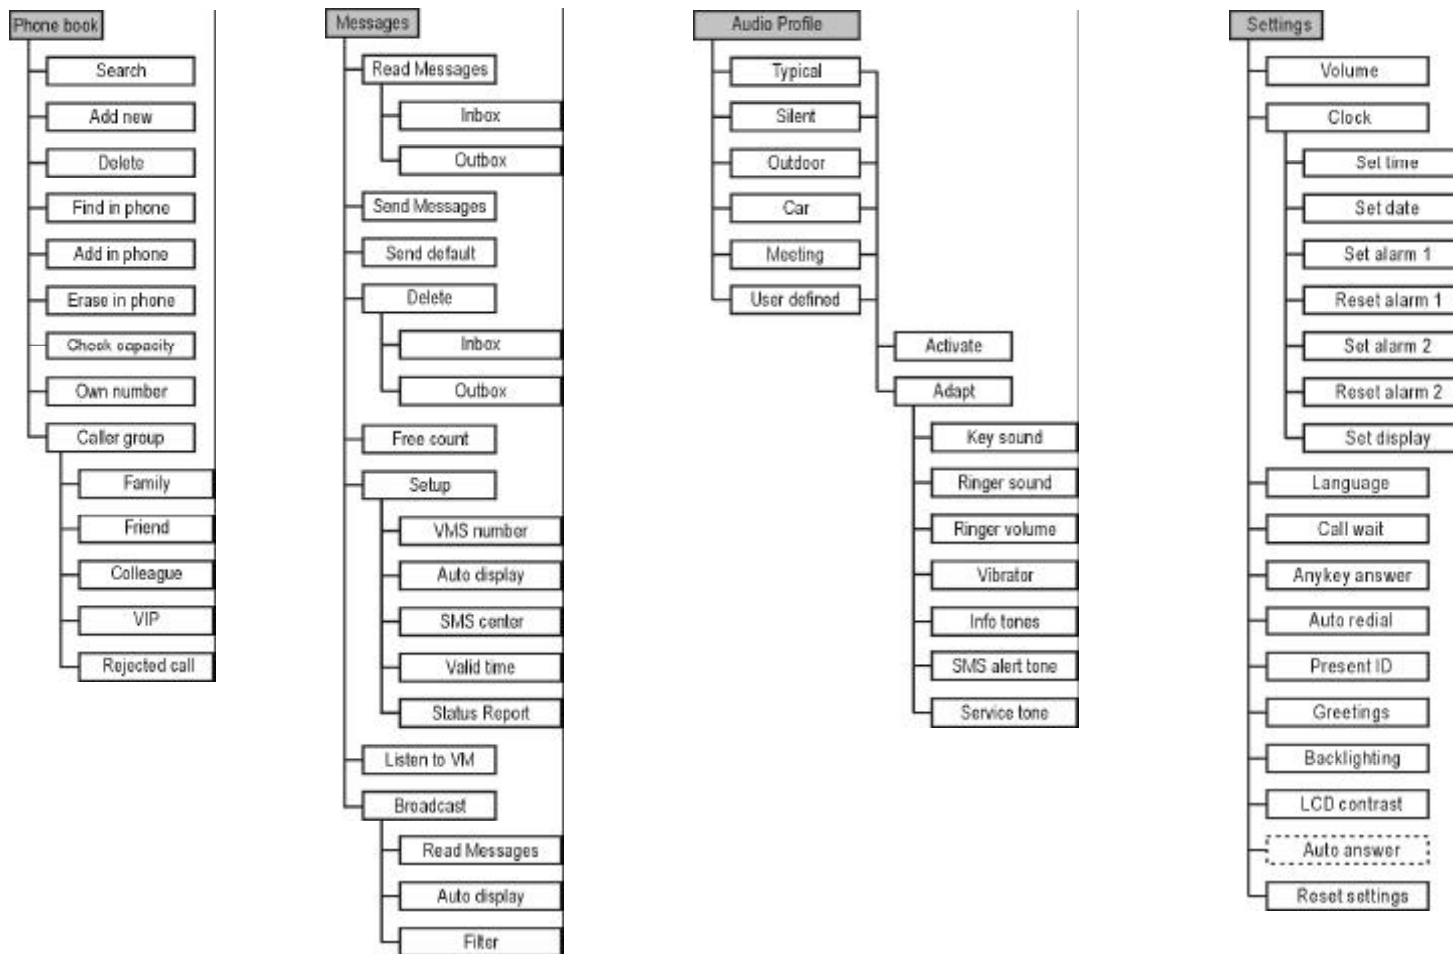 Phone book
Search
Add new
Delete
Find in phone
Add in phone
Erase in phone
Check capacity
Own number
Caller group
Family
Friend
Colleague
VIP
Rejected call
Messages
Read Messages
Inbox
Outbox
Send Messages
Send default
Delete
Inbox
Outbox
Free count
Setup
VMS number
Auto display
SMS center
Valid time
Status Report
Listen to VM
Broadcast
Read Messages
Auto display
Filter
Audio Profile
Typical
Silent
Outdoor
Car
Meeting
User defined
Activate
Adapt
Key sound
Ringer sound
Ringer volume
Vibrator
Info tones
SMS alert tone
Service tone
Settings
Volume
Clock
Set time
Set date
Set alarm 1
Reset alarm 1
Set alarm 2
Reset alarm 2
Set display
Language
Call wait
Anykey answer
Auto redial
Present ID
Greetings
Backlighting
LCD contrast
Auto answer
Reset settings